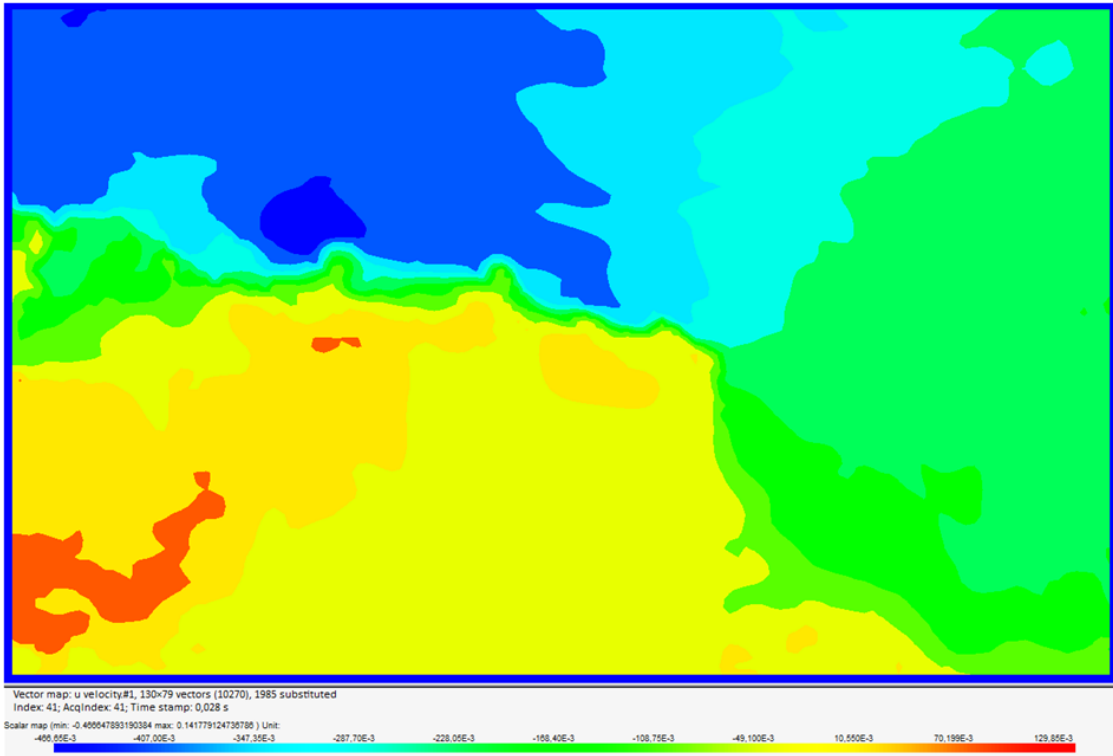 Vector map: u velocity.#1, 130×79 vectors (10270), 1985 substituted
Index: 41; AcqIndex: 41; Time stamp: 0,028 s
Scalar map (min: -0.466647893190384 max: 0.141779124736786 ) Unit:
-466,65E-3 -407,00E-3 -347,35E-3 -287,70E-3 -228,05E-3 -168,40E-3 -108,75E-3 -49,100E-3 10,550E-3 70,199E-3 129,85E-3